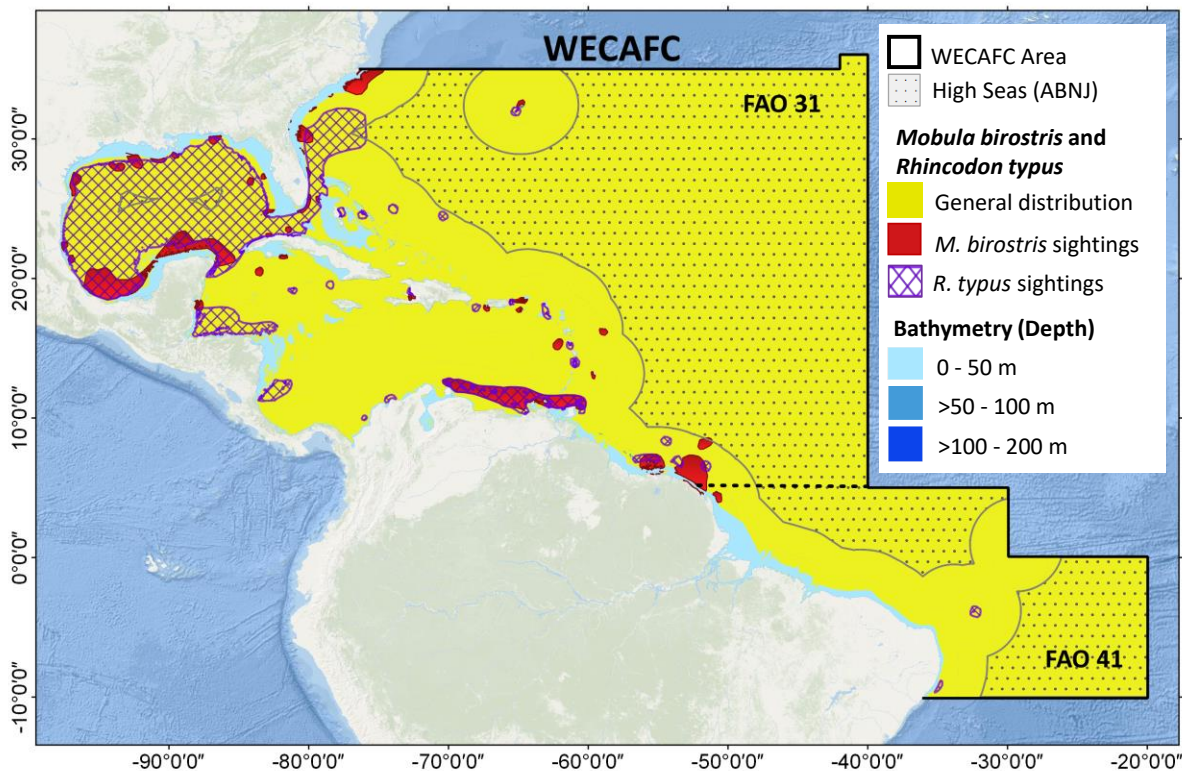 WECAFC
FAO 31
FAO 41
WECAFC Area
High Seas (ABNJ)
Mobula birostris and
Rhincodon typus
General distribution
M. birostris sightings
R. typus sightings
Bathymetry (Depth)
0 - 50 m
>50 - 100 m
>100 - 200 m
30°0'0"
20°0'0"
10°0'0"
0°0'0"
-10°0'0"
-90°0'0"
-80°0'0"
-70°0'0"
-60°0'0"
-50°0'0"
-40°0'0"
-30°0'0"
-20°0'0"